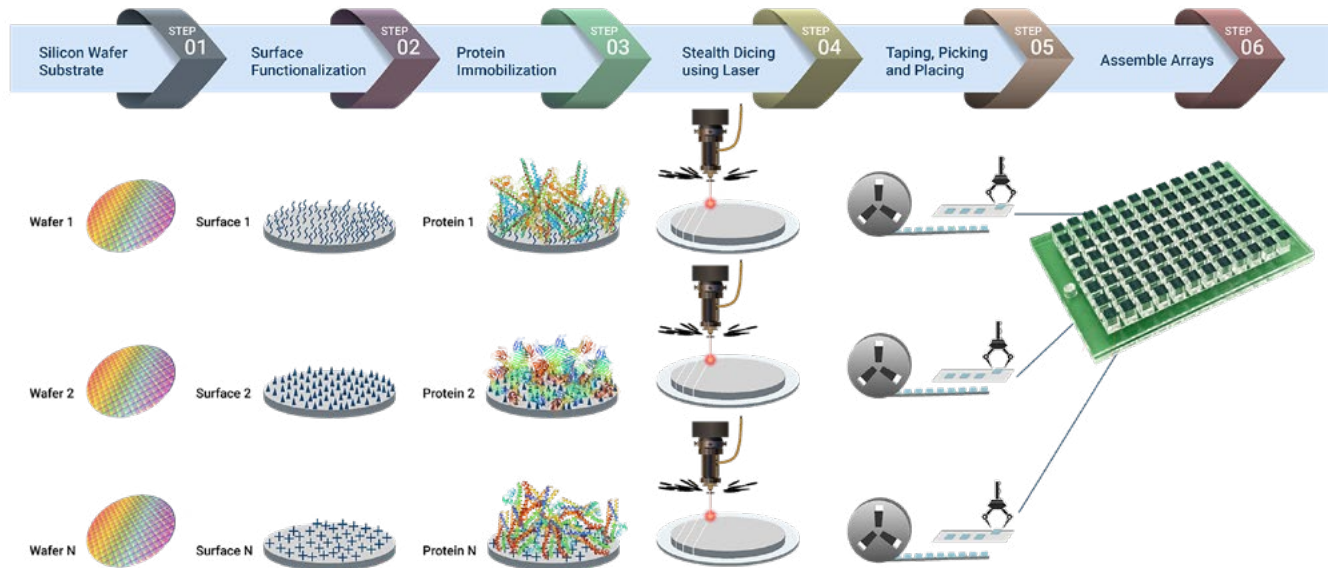 STEP
01
STEP
02
STEP
03
STEP
04
STEP
05
STEP
06
Silicon Wafer
Substrate
Surface
Functionalization
Protein
Immobilization
Stealth Dicing
using Laser
Taping, Picking
and Placing
Assemble Arrays
Wafer 1
Surface 1
Protein 1
Wafer 2
Surface 2
Protein 2
Wafer N
Surface N
Protein N